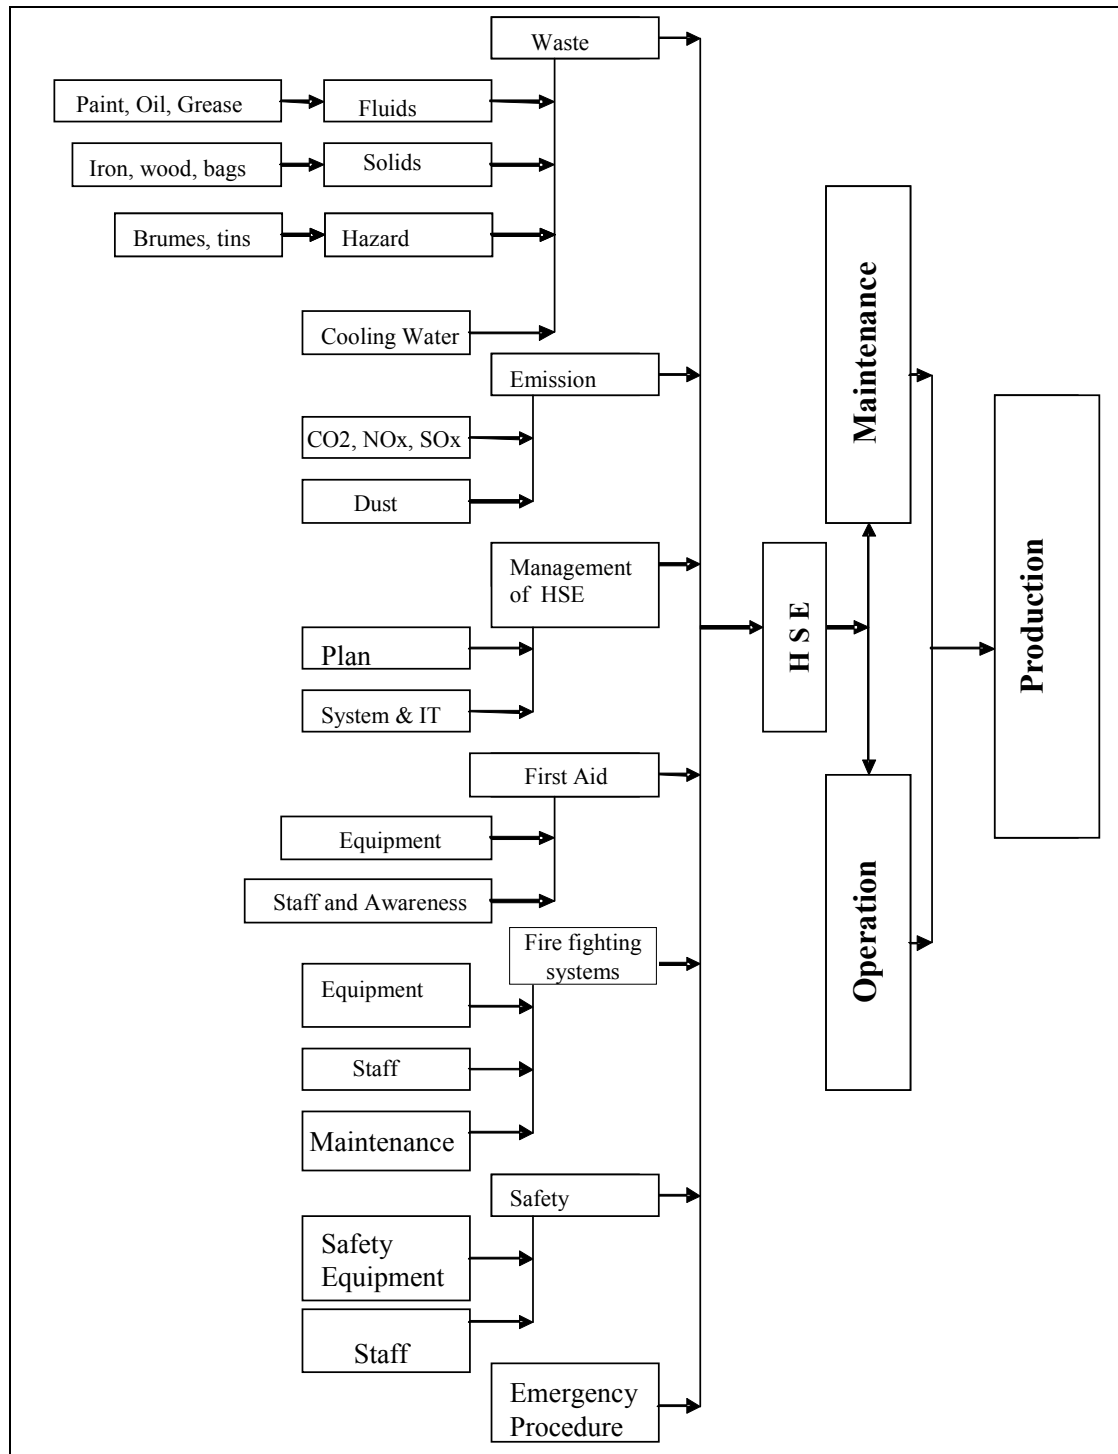 Waste
Paint, Oil, Grease
Fluids
Iron, wood, bags
Solids
Brumes, tins
Hazard
Cooling Water
Emission
CO2, NOx, SOx
Dust
Management
of HSE
Plan
System & IT
First Aid
Equipment
Staff and Awareness
Fire fighting
systems
Equipment
Staff
Maintenance
Safety
Safety
Equipment
Staff
Emergency
Procedure
H S E
Maintenance
Operation
Production